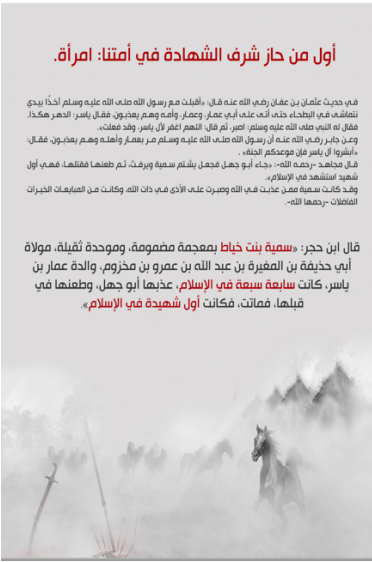 أول من حاز شرف الشهادة في أمتنا: امرأة.
في حديث عثمان بن عفان رضي الله عنه قال: «أقبلت مع رسول الله صلى الله عليه وسلم آخذًا بيدي
نتماشى في البطحاء حتى أتى على أبي عمار، وعمار، وأمه وهم يعذبون، فقال ياسر: الدهر هكذا.
فقال له النبي صلى الله عليه وسلم: اصبر، ثم قال: اللهم اغفر لآل ياسر، وقد فعلت».
وعن جابر رضي الله عنه أن رسول الله صلى الله عليه وسلم مر بعمار وأهله وهم يعذبون، فقال:
«أبشروا آل ياسر فإن موعدكم الجنة» .
قال مجاهد -رحمه الله-: «جاء أبو جهل فجعل يشتم سمية ويرفث، ثم طعنها فقتلها، فهي أول
شهيد استشهد في الإسلام».
وقد كانت سمية ممن عذبت في الله وصبرت على الأذى في ذات الله، وكانت من المبايعات الخيرات
الفاضلات -رحمها الله-.
قال ابن حجر: «سمية بنت خياط بمعجمة مضمومة، وموحدة ثقيلة، مولاة
أبي حذيفة بن المغيرة بن عبد الله بن عمرو بن مخزوم، والدة عمار بن
ياسر، كانت سابعة سبعة في الإسلام، عذبها أبو جهل، وطعنها في
قبلها، فماتت، فكانت أول شهيدة في الإسلام».